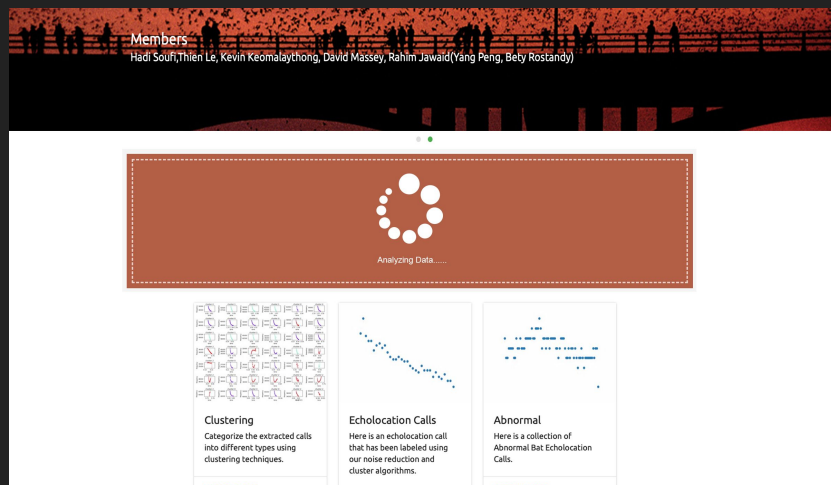 Members
Hadi Soufi,Thien Le, Kevin Keomalaythong, David Massey, Rahim Jawaid(Yang Peng, Bety Rostandy)
Analyzing Data......
Clustering
Categorize the extracted calls
into different types using
clustering techniques.
Echolocation Calls
Here is an echolocation call
that has been labeled using
our noise reduction and
cluster algorithms.
Abnormal
Here is a collection of
Abnormal Bat Echolocation
Calls.